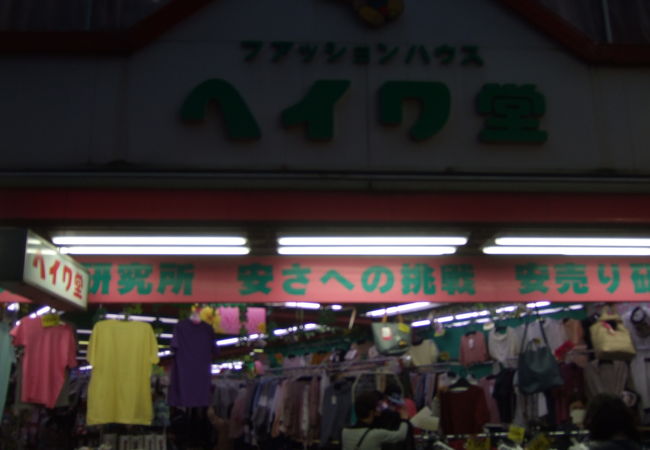 ファッションハウス
ヘイワ堂
ヘイワ堂
研究所 安さへの挑戦 安売り研